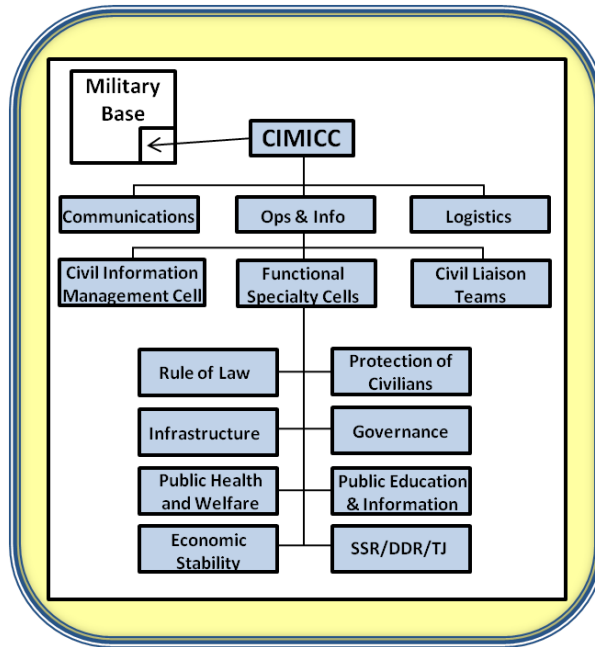 Military
Base
CIMICC
Communications
Ops & Info
Logistics
Civil Information
Management Cell
Functional
Specialty Cells
Civil Liaison
Teams
Rule of Law
Protection of
Civilians
Infrastructure
Governance
Public Health
and Welfare
Public Education
& Information
Economic
Stability
SSR/DDR/TJ